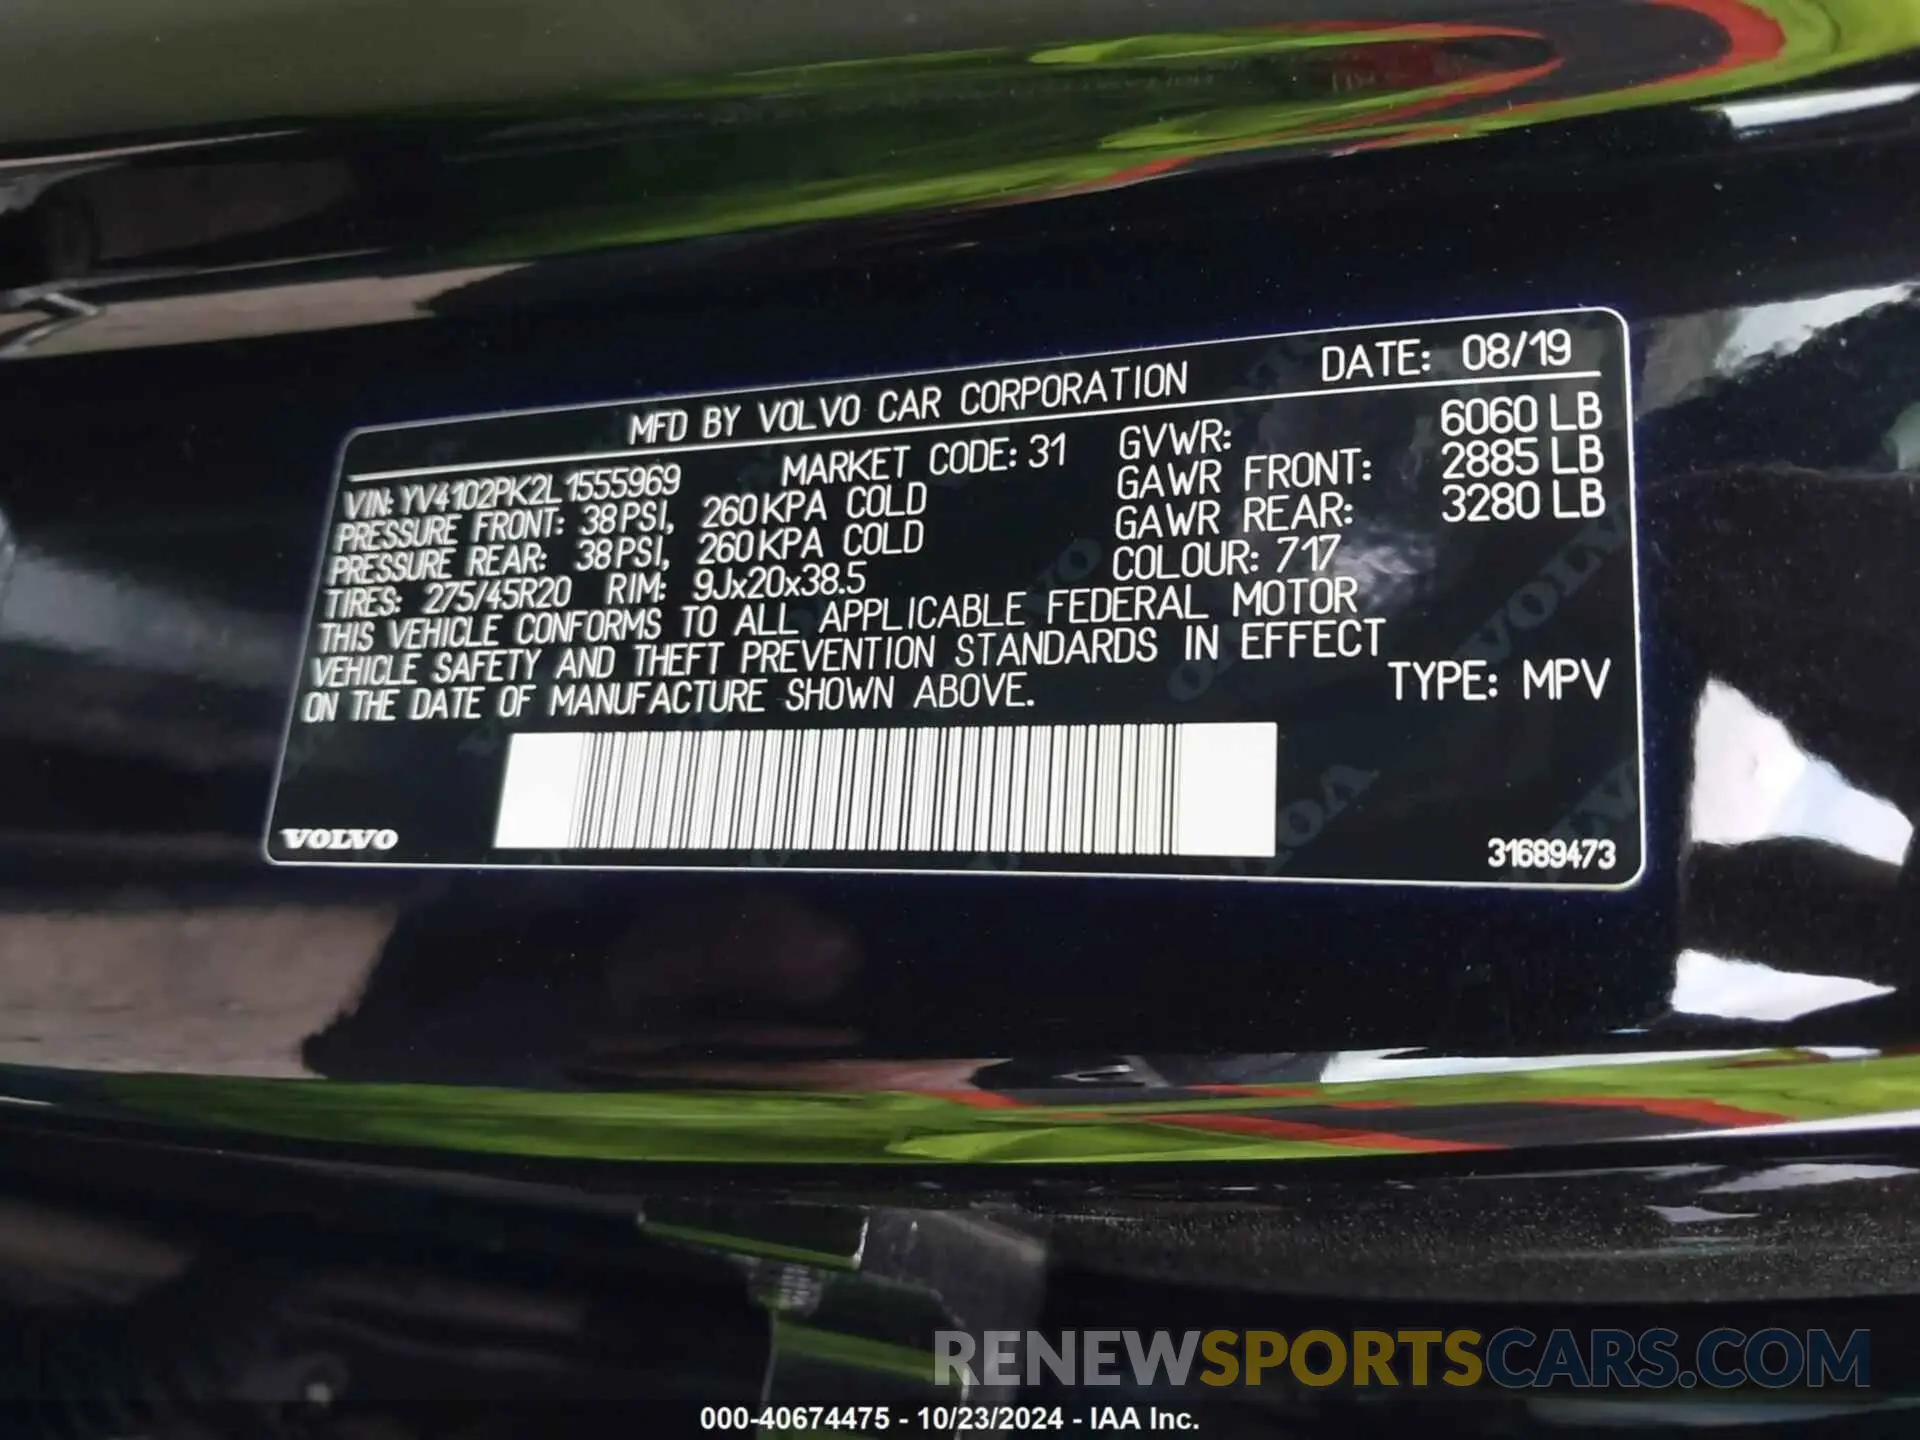 MFD BY VOLVO CAR CORPORATION DATE: 08/19
VIN: YV4102PK2L1555969 MARKET CODE: 31 GVWR: 6060 LB
PRESSURE FRONT: 38PSI, 260KPA COLD GAWR FRONT: 2885 LB
PRESSURE REAR: 38PSI, 260KPA COLD GAWR REAR: 3280 LB
TIRES: 275/45R20 RIM: 9Jx20x38.5 COLOUR: 717
THIS VEHICLE CONFORMS TO ALL APPLICABLE FEDERAL MOTOR
VEHICLE SAFETY AND THEFT PREVENTION STANDARDS IN EFFECT
ON THE DATE OF MANUFACTURE SHOWN ABOVE. TYPE: MPV
VOLVO 31689473
RENEWSPORTSCARS.COM
000-40674475 - 10/23/2024 - IAA Inc.